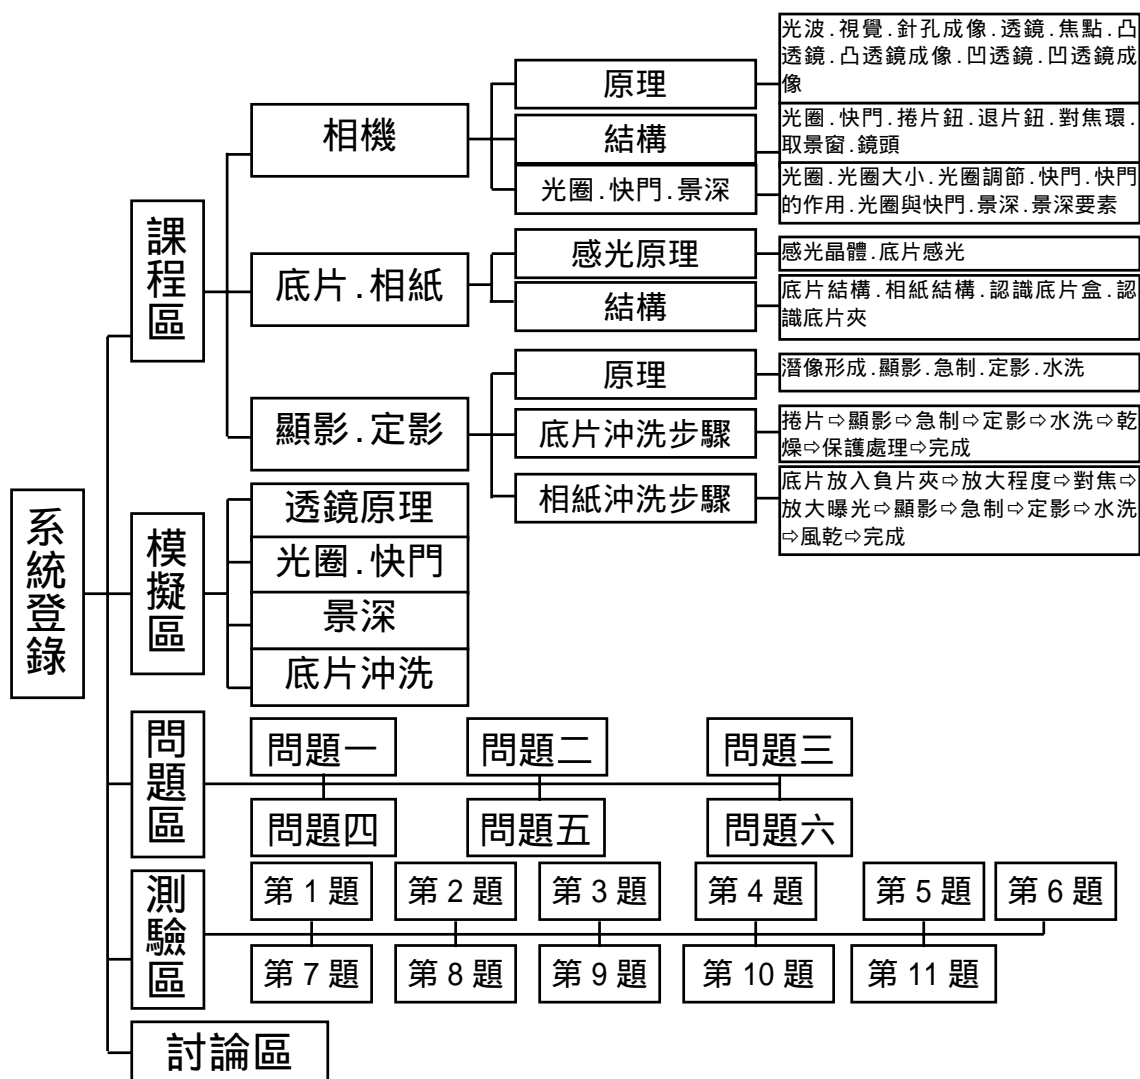 系統登錄
課程區
相機
原理
光波.視覺.針孔成像.透鏡.焦點.凸
透鏡.凸透鏡成像.凹透鏡.凹透鏡成
像
結構
光圈.快門.捲片鈕.退片鈕.對焦環.
取景窗.鏡頭
光圈.快門.景深
光圈.光圈大小.光圈調節.快門.快門
的作用.光圈與快門.景深.景深要素
底片.相紙
感光原理
感光晶體.底片感光
結構
底片結構.相紙結構.認識底片盒.認
識底片夾
顯影.定影
原理
潛像形成.顯影.急制.定影.水洗
底片沖洗步驟
捲片⇨顯影⇨急制⇨定影⇨水洗⇨乾
燥⇨保護處理⇨完成
相紙沖洗步驟
底片放入負片夾⇨放大程度⇨對焦⇨
放大曝光⇨顯影⇨急制⇨定影⇨水洗
⇨風乾⇨完成
模擬區
透鏡原理
光圈.快門
景深
底片沖洗
問題區
問題一
問題二
問題三
問題四
問題五
問題六
測驗區
第 1 題
第 2 題
第 3 題
第 4 題
第 5 題
第 6 題
第 7 題
第 8 題
第 9 題
第 10 題
第 11 題
討論區